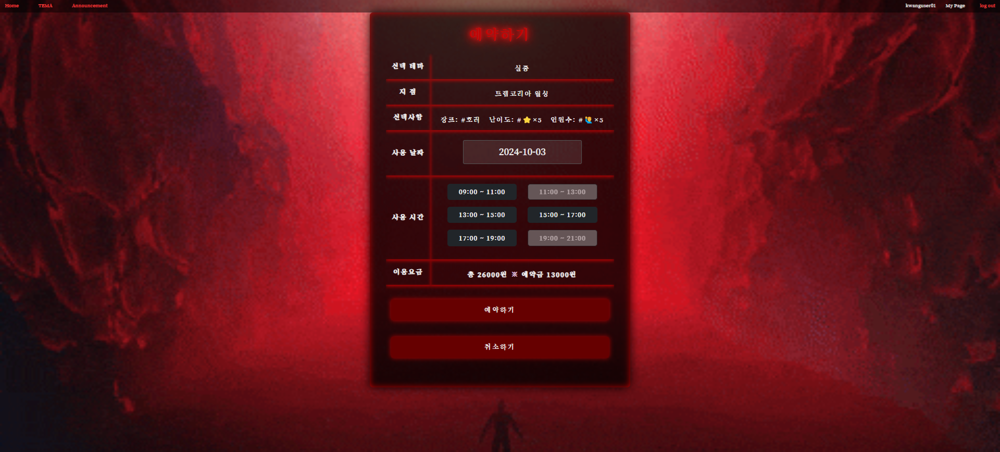 Home TEMA Announcement kwanguser01 My Page log out
예약하기
선택 테마 실종
지 점 트랩코리아 월성
선택사항 장르: #호러 난이도: #⭐×5 인원수: #🙋‍♂️×5
사용 날짜 2024-10-03
사용 시간
09:00 ~ 11:00 11:00 ~ 13:00
13:00 ~ 15:00 15:00 ~ 17:00
17:00 ~ 19:00 19:00 ~ 21:00
이용요금 총 26000원 ※ 예약금 13000원
예약하기
취소하기